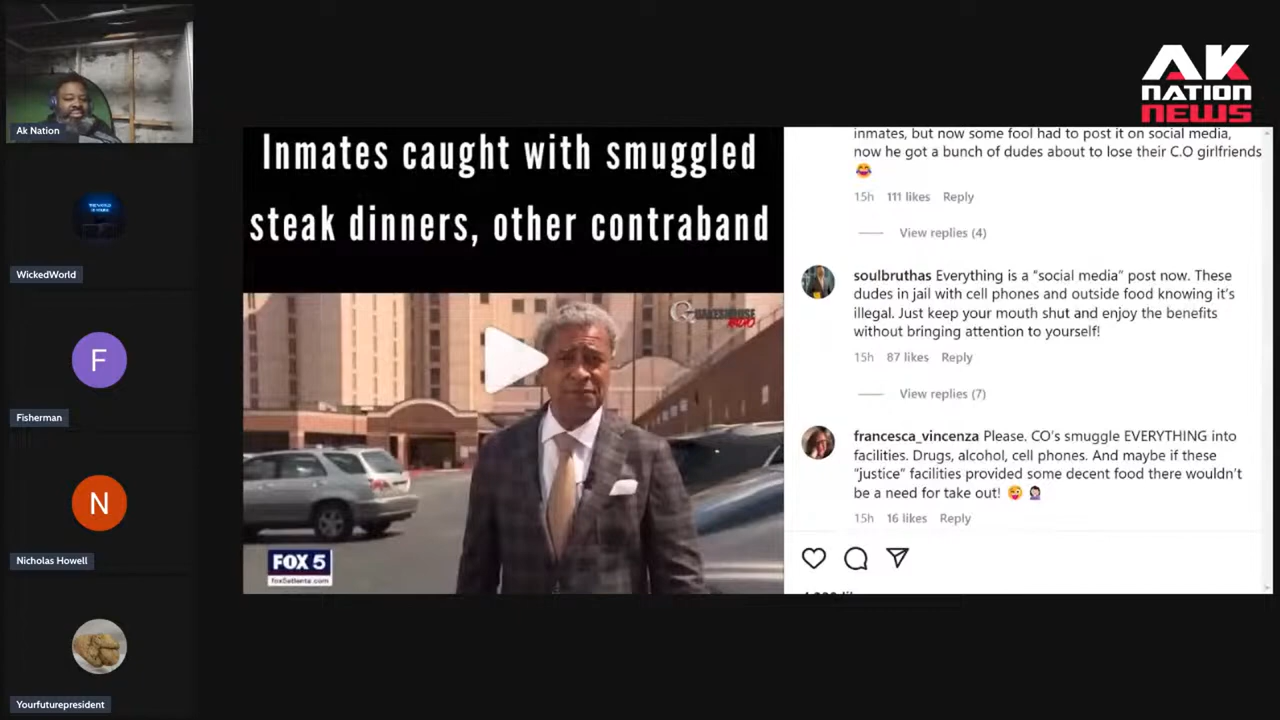 Ak Nation
WickedWorld
F
Fisherman
N
Nicholas Howell
Yourfuturepresident
AK
NATION
NEWS
Inmates caught with smuggled
steak dinners, other contraband
FOX 5
fox5atlanta.com
inmates, but now some fool had to post it on social media,
now he got a bunch of dudes about to lose their C.O girlfriends
😂
15h 111 likes Reply
View replies (4)
soulbruthas Everything is a “social media” post now. These
dudes in jail with cell phones and outside food knowing it’s
illegal. Just keep your mouth shut and enjoy the benefits
without bringing attention to yourself!
15h 87 likes Reply
View replies (7)
francesca_vincenza Please. CO’s smuggle EVERYTHING into
facilities. Drugs, alcohol, cell phones. And maybe if these
“justice” facilities provided some decent food there wouldn’t
be a need for take out! 😜 🤦🏻‍♀️
15h 16 likes Reply